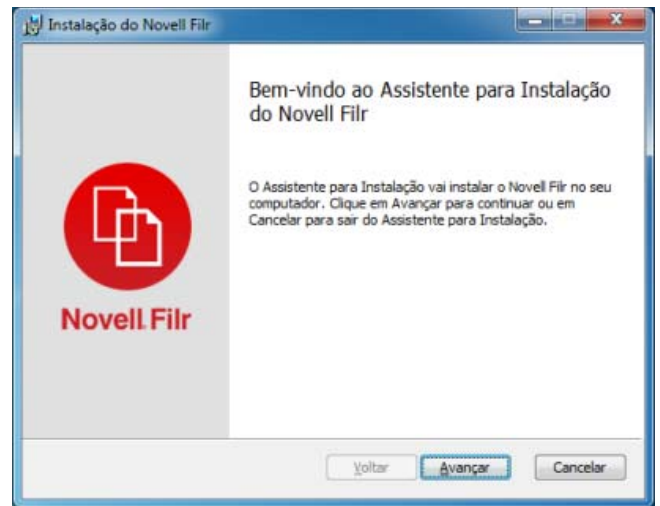 Instalação do Novell Filr
Bem-vindo ao Assistente para Instalação
do Novell Filr
O Assistente para Instalação vai instalar o Novell Filr no seu
computador. Clique em Avançar para continuar ou em
Cancelar para sair do Assistente para Instalação.
Novell Filr
Voltar
Avançar
Cancelar